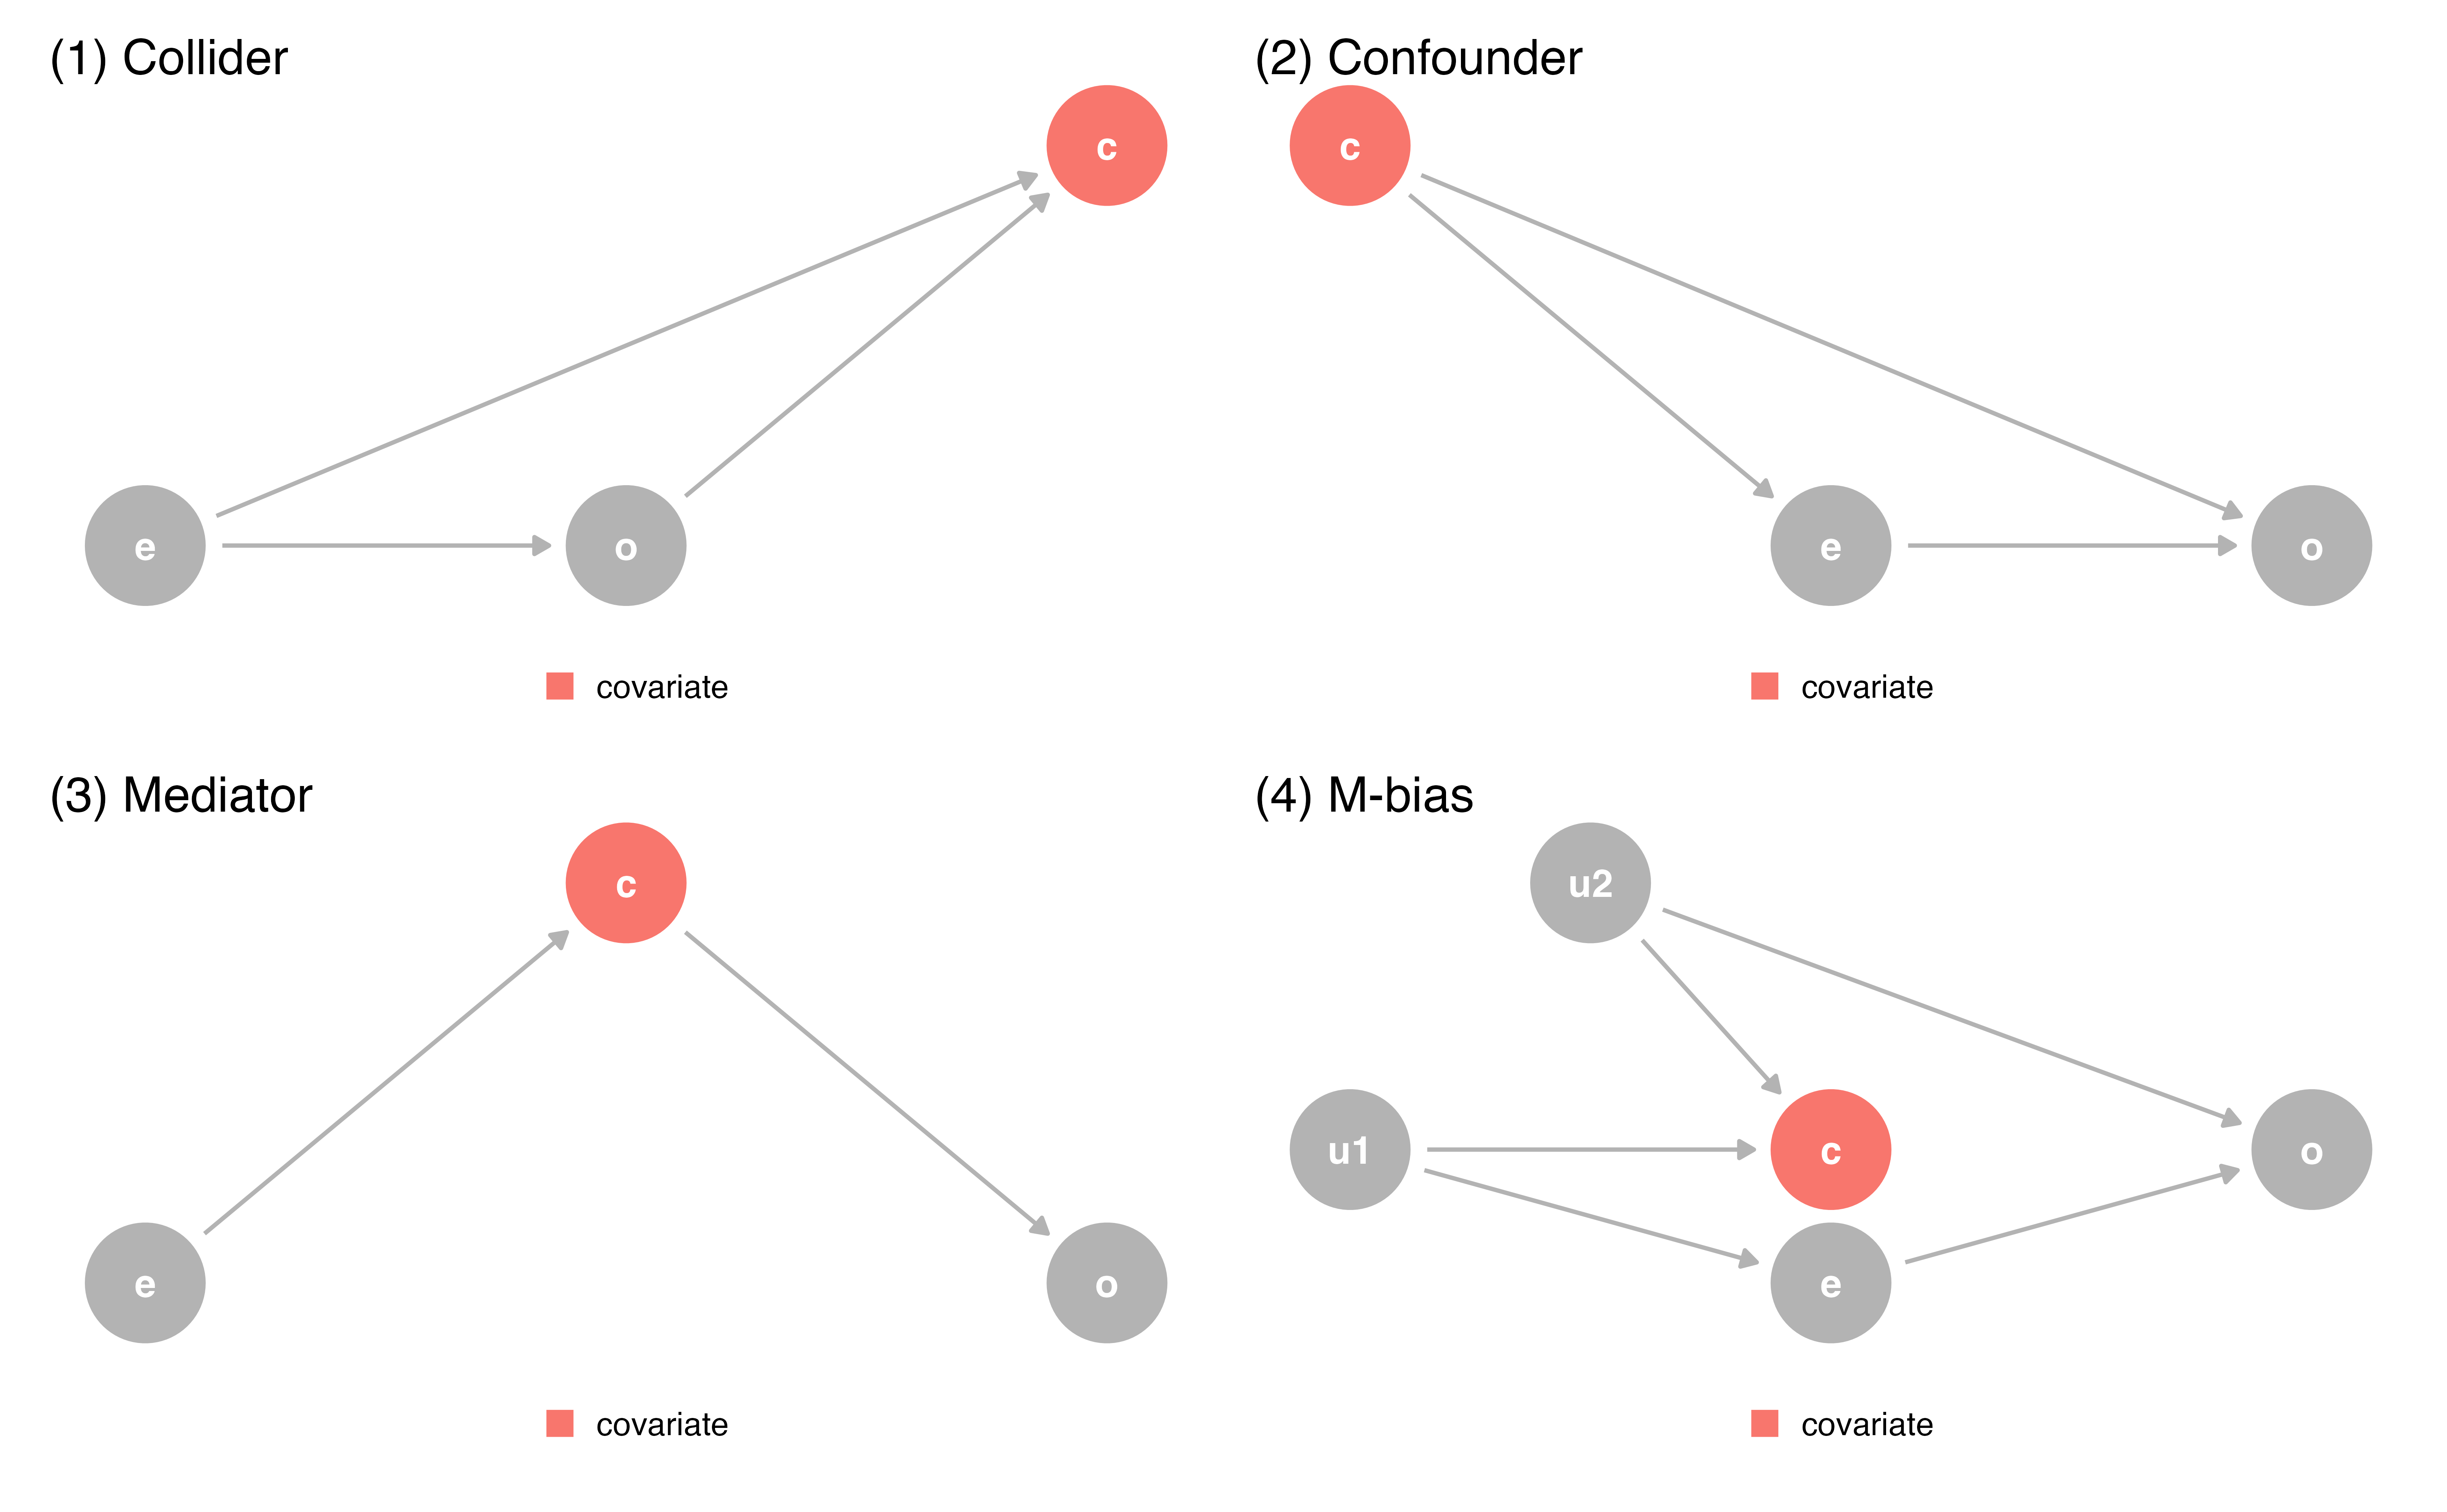 (1) Collider
c
e
o
covariate
(2) Confounder
c
e
o
covariate
(3) Mediator
c
e
o
covariate
(4) M-bias
u2
u1
c
o
e
covariate